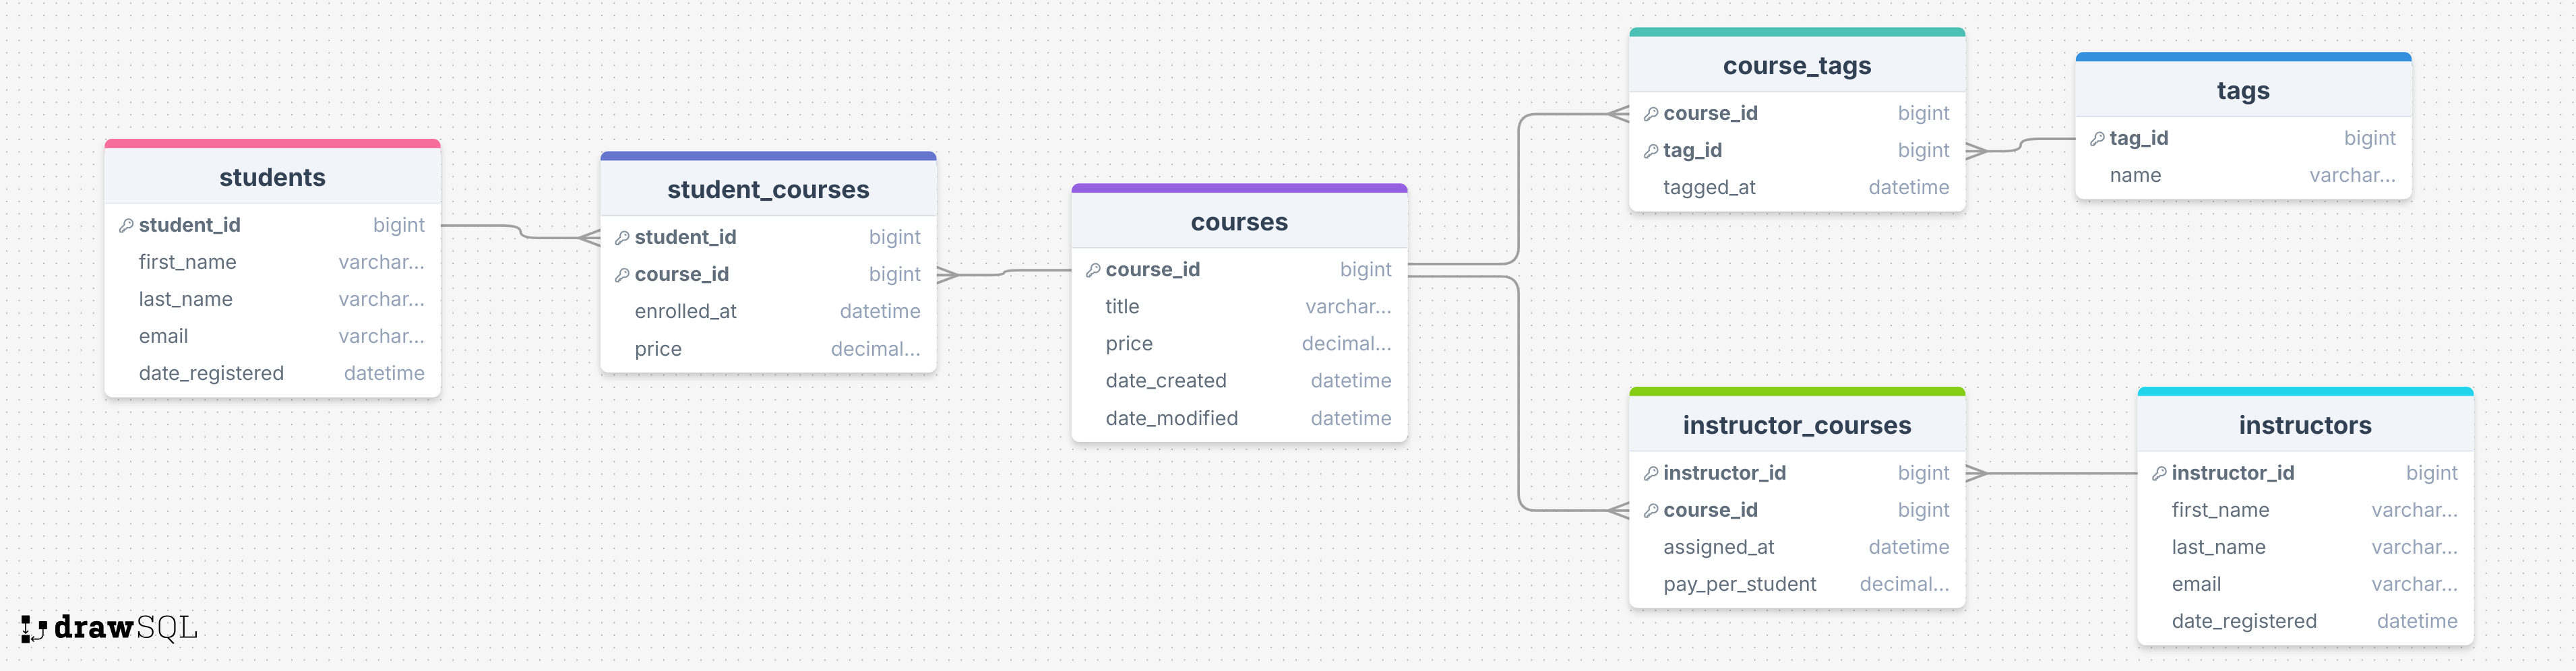 students
student_id bigint
first_name varchar...
last_name varchar...
email varchar...
date_registered datetime
student_courses
student_id bigint
course_id bigint
enrolled_at datetime
price decimal...
courses
course_id bigint
title varchar...
price decimal...
date_created datetime
date_modified datetime
course_tags
course_id bigint
tag_id bigint
tagged_at datetime
tags
tag_id bigint
name varchar...
instructor_courses
instructor_id bigint
course_id bigint
assigned_at datetime
pay_per_student decimal...
instructors
instructor_id bigint
first_name varchar...
last_name varchar...
email varchar...
date_registered datetime
drawSQL